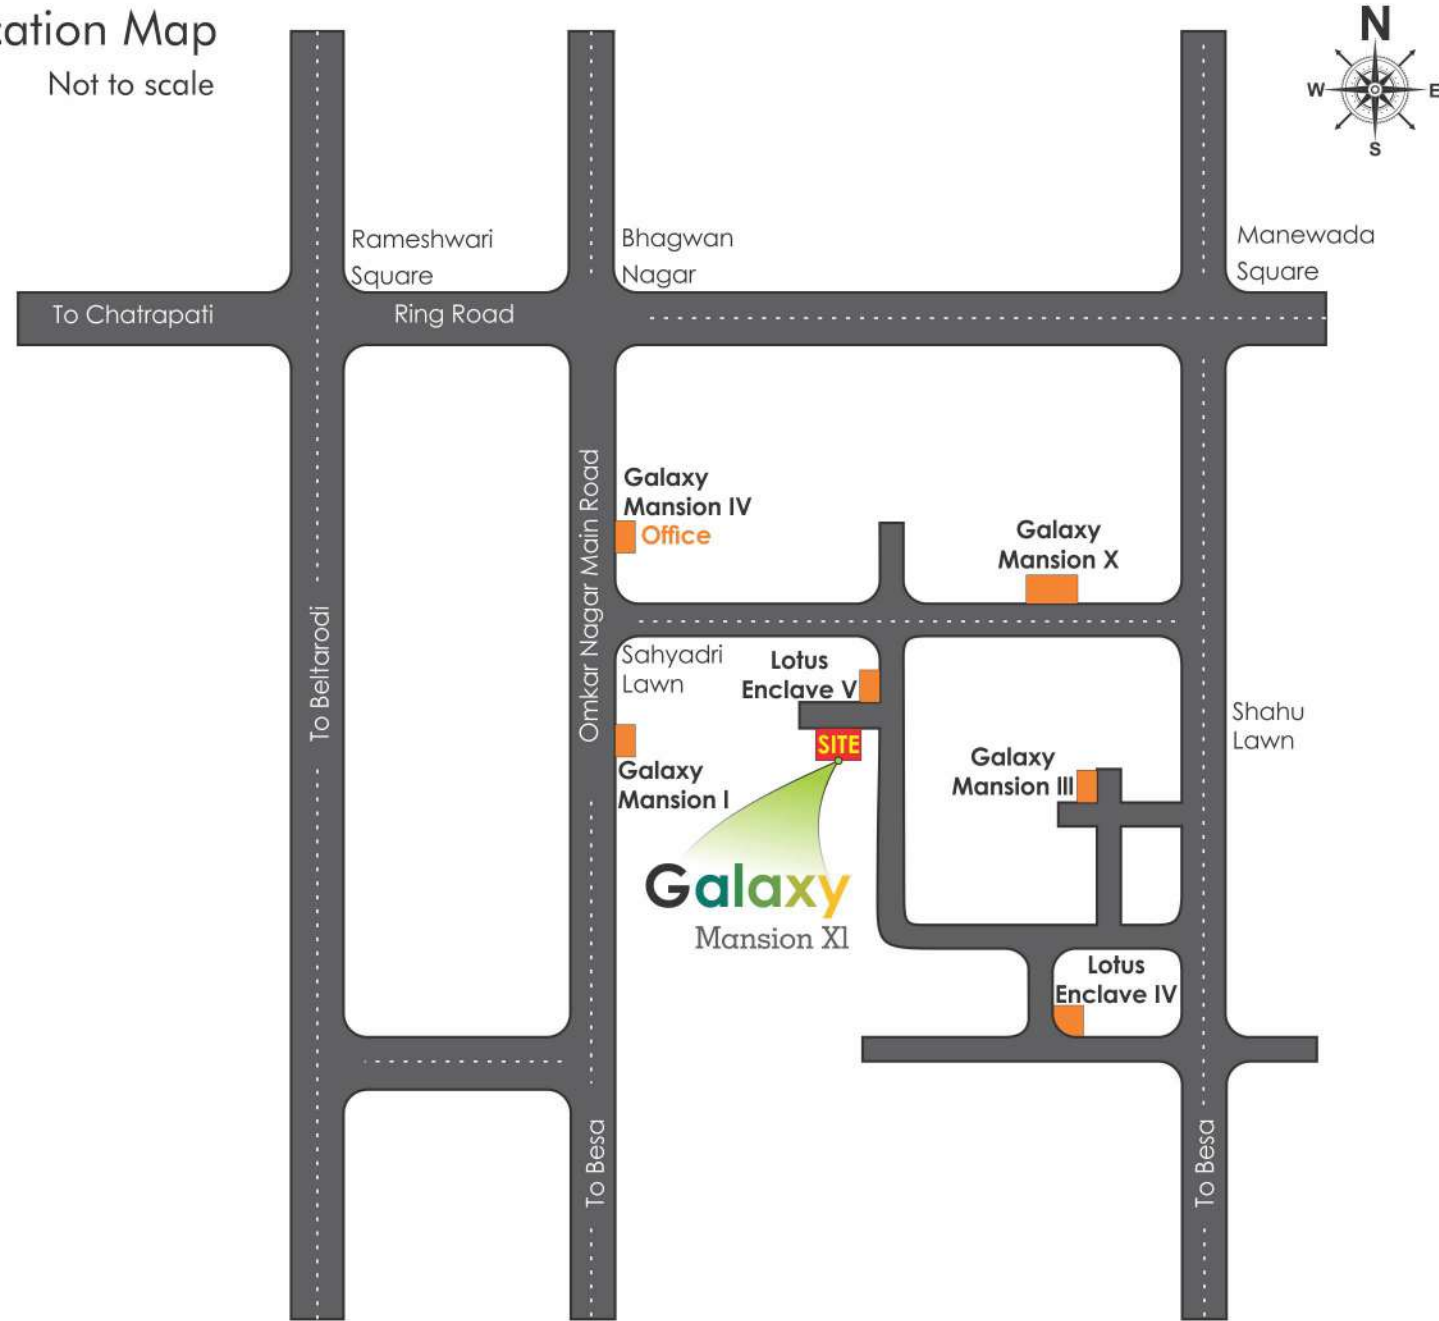 Not to scale
Map
N
W
E
S
Rameshwari
Square
Bhagwan
Nagar
Manewada
Square
To Chatrapati
Ring Road
Omkar Nagar Main Road
Galaxy
Mansion IV
Office
Galaxy
Mansion X
To Beltarodi
Sahyadri
Lawn
Lotus
Enclave V
SITE
Shahu
Lawn
Galaxy
Mansion I
Galaxy
Mansion III
Galaxy
Mansion XI
Lotus
Enclave IV
To Besa
To Besa